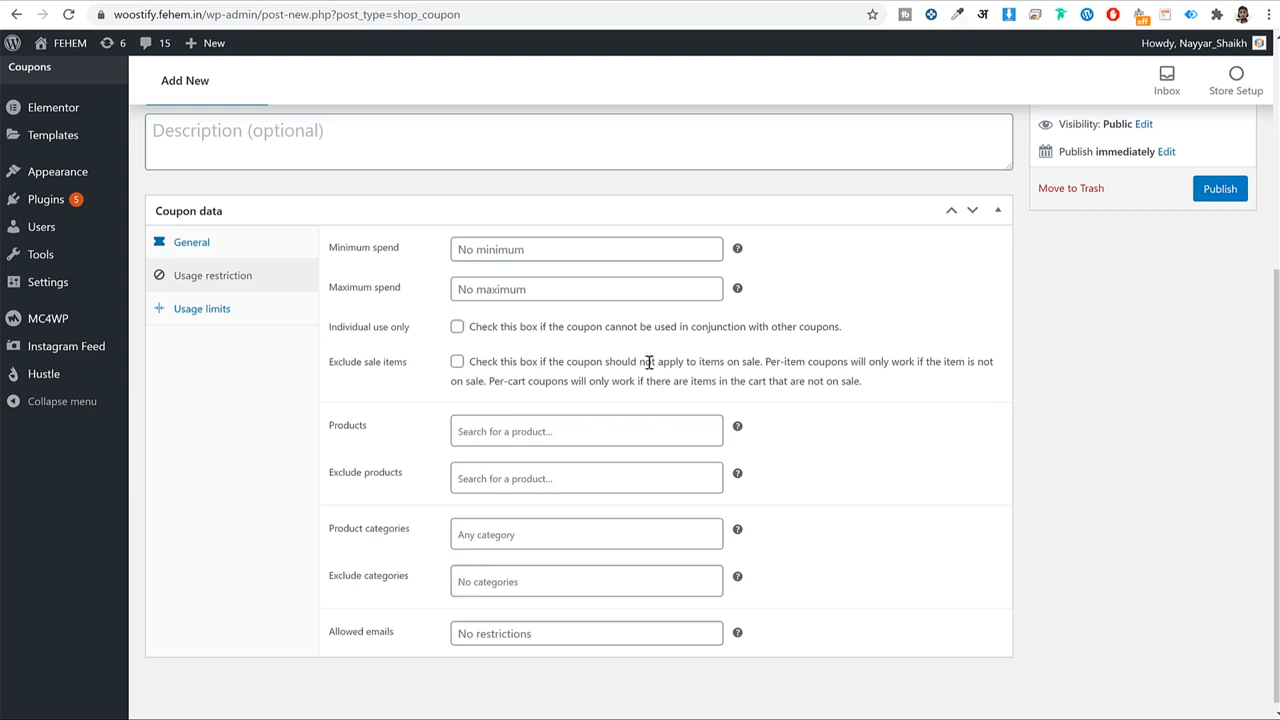 woostify.fehem.in/wp-admin/post-new.php?post_type=shop_coupon
अ
off
FEHEM
6
15
New
Howdy, Nayyar_Shaikh
Coupons
Elementor
Templates
Appearance
Plugins 5
Users
Tools
Settings
MC4WP
Instagram Feed
Hustle
Collapse menu
Add New
Inbox
Store Setup
Description (optional)
Visibility: Public Edit
Publish immediately Edit
Move to Trash
Publish
Coupon data
General
Usage restriction
Usage limits
Minimum spend
No minimum
Maximum spend
No maximum
Individual use only
Check this box if the coupon cannot be used in conjunction with other coupons.
Exclude sale items
Check this box if the coupon should not apply to items on sale. Per-item coupons will only work if the item is not
on sale. Per-cart coupons will only work if there are items in the cart that are not on sale.
Products
Search for a product...
Exclude products
Search for a product...
Product categories
Any category
Exclude categories
No categories
Allowed emails
No restrictions